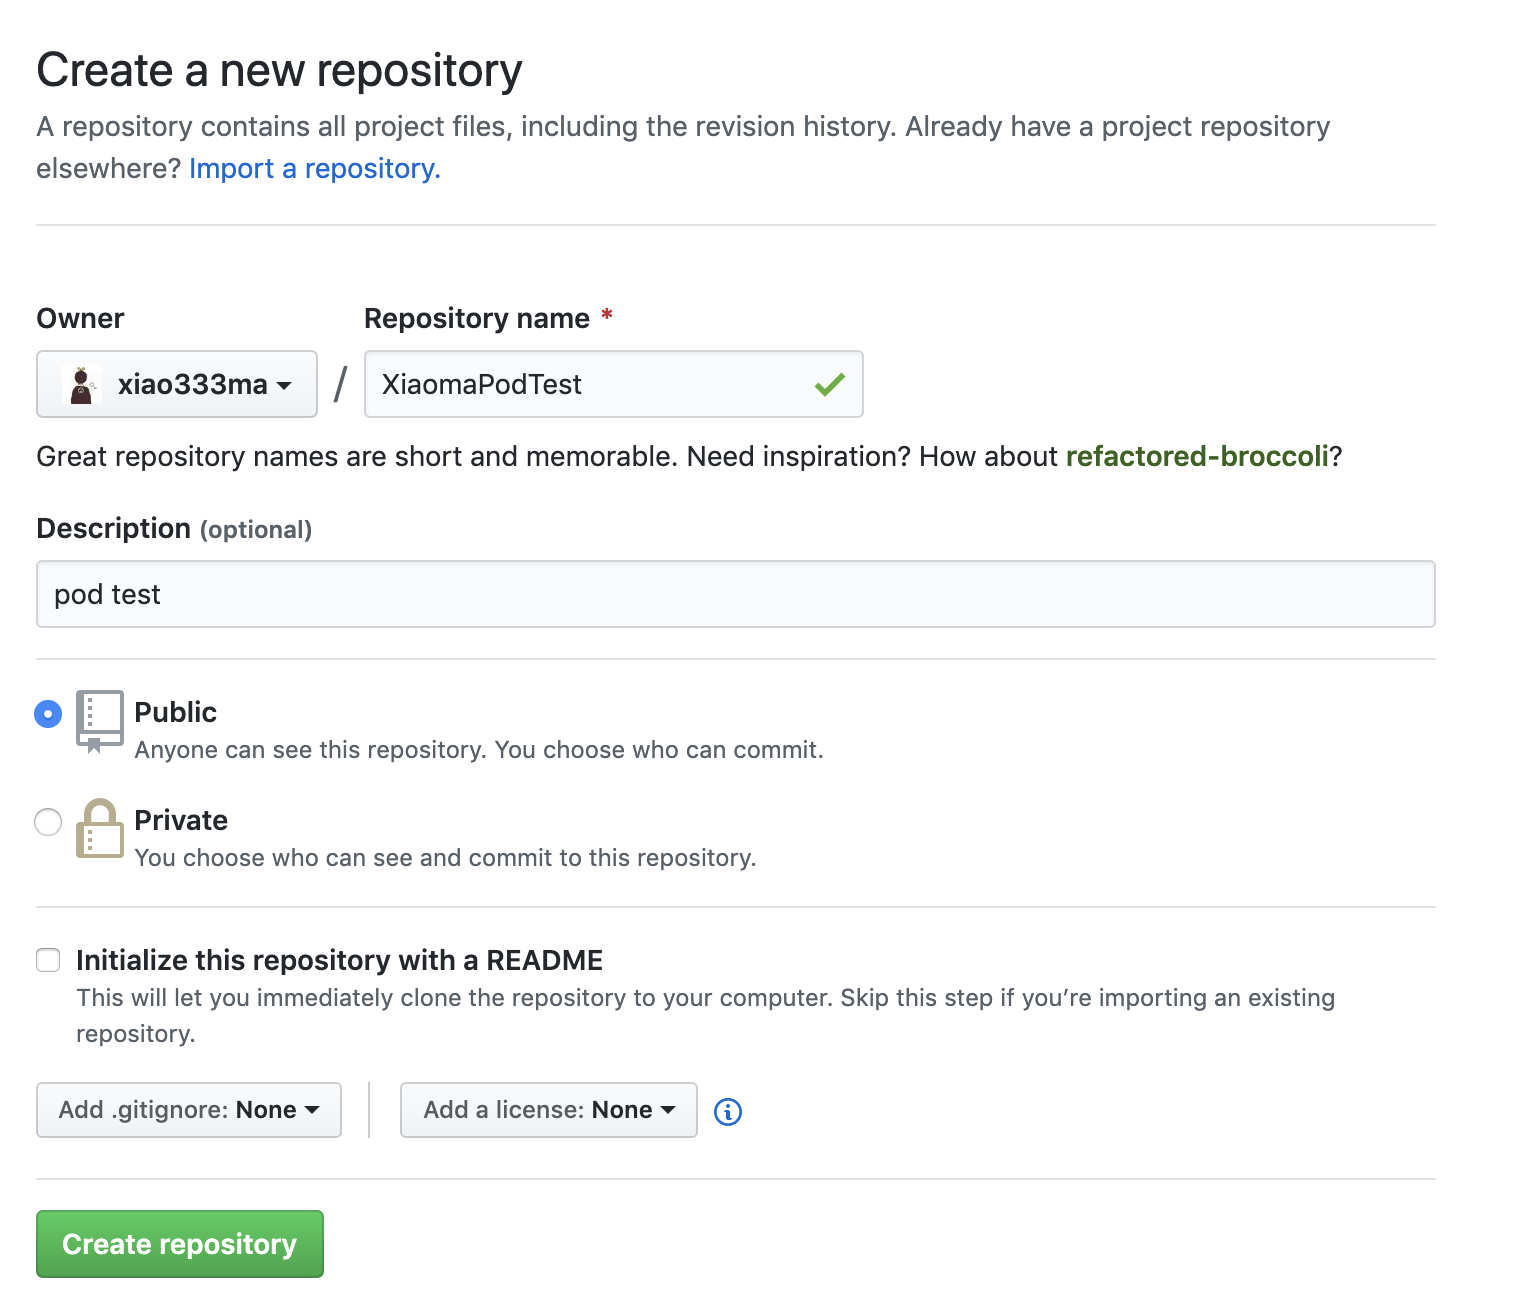 Create a new repository
A repository contains all project files, including the revision history. Already have a project repository
elsewhere? Import a repository.
Owner
Repository name *
xiao333ma / XiaomaPodTest
Great repository names are short and memorable. Need inspiration? How about refactored-broccoli?
Description (optional)
pod test
Public
Anyone can see this repository. You choose who can commit.
Private
You choose who can see and commit to this repository.
Initialize this repository with a README
This will let you immediately clone the repository to your computer. Skip this step if you’re importing an existing
repository.
Add .gitignore: None
Add a license: None
Create repository